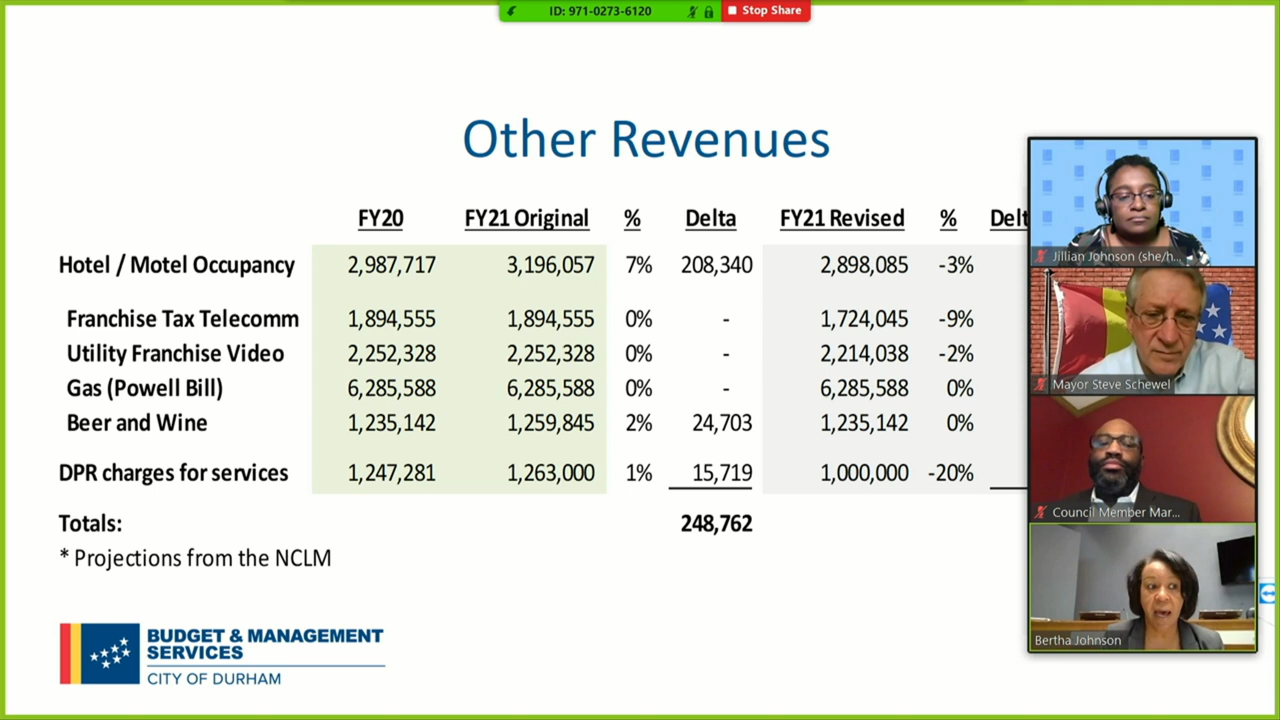 ID: 971-0273-6120 Stop Share
Other Revenues
FY20 FY21 Original % Delta FY21 Revised % Delt
Hotel / Motel Occupancy 2,987,717 3,196,057 7% 208,340 2,898,085 -3%
Franchise Tax Telecomm 1,894,555 1,894,555 0% - 1,724,045 -9%
Utility Franchise Video 2,252,328 2,252,328 0% - 2,214,038 -2%
Gas (Powell Bill) 6,285,588 6,285,588 0% - 6,285,588 0%
Beer and Wine 1,235,142 1,259,845 2% 24,703 1,235,142 0%
DPR charges for services 1,247,281 1,263,000 1% 15,719 1,000,000 -20%
Totals: 248,762
* Projections from the NCLM
BUDGET & MANAGEMENT
SERVICES
CITY OF DURHAM
Jillian Johnson (she/h...
Mayor Steve Schewel
Council Member Mar...
Bertha Johnson